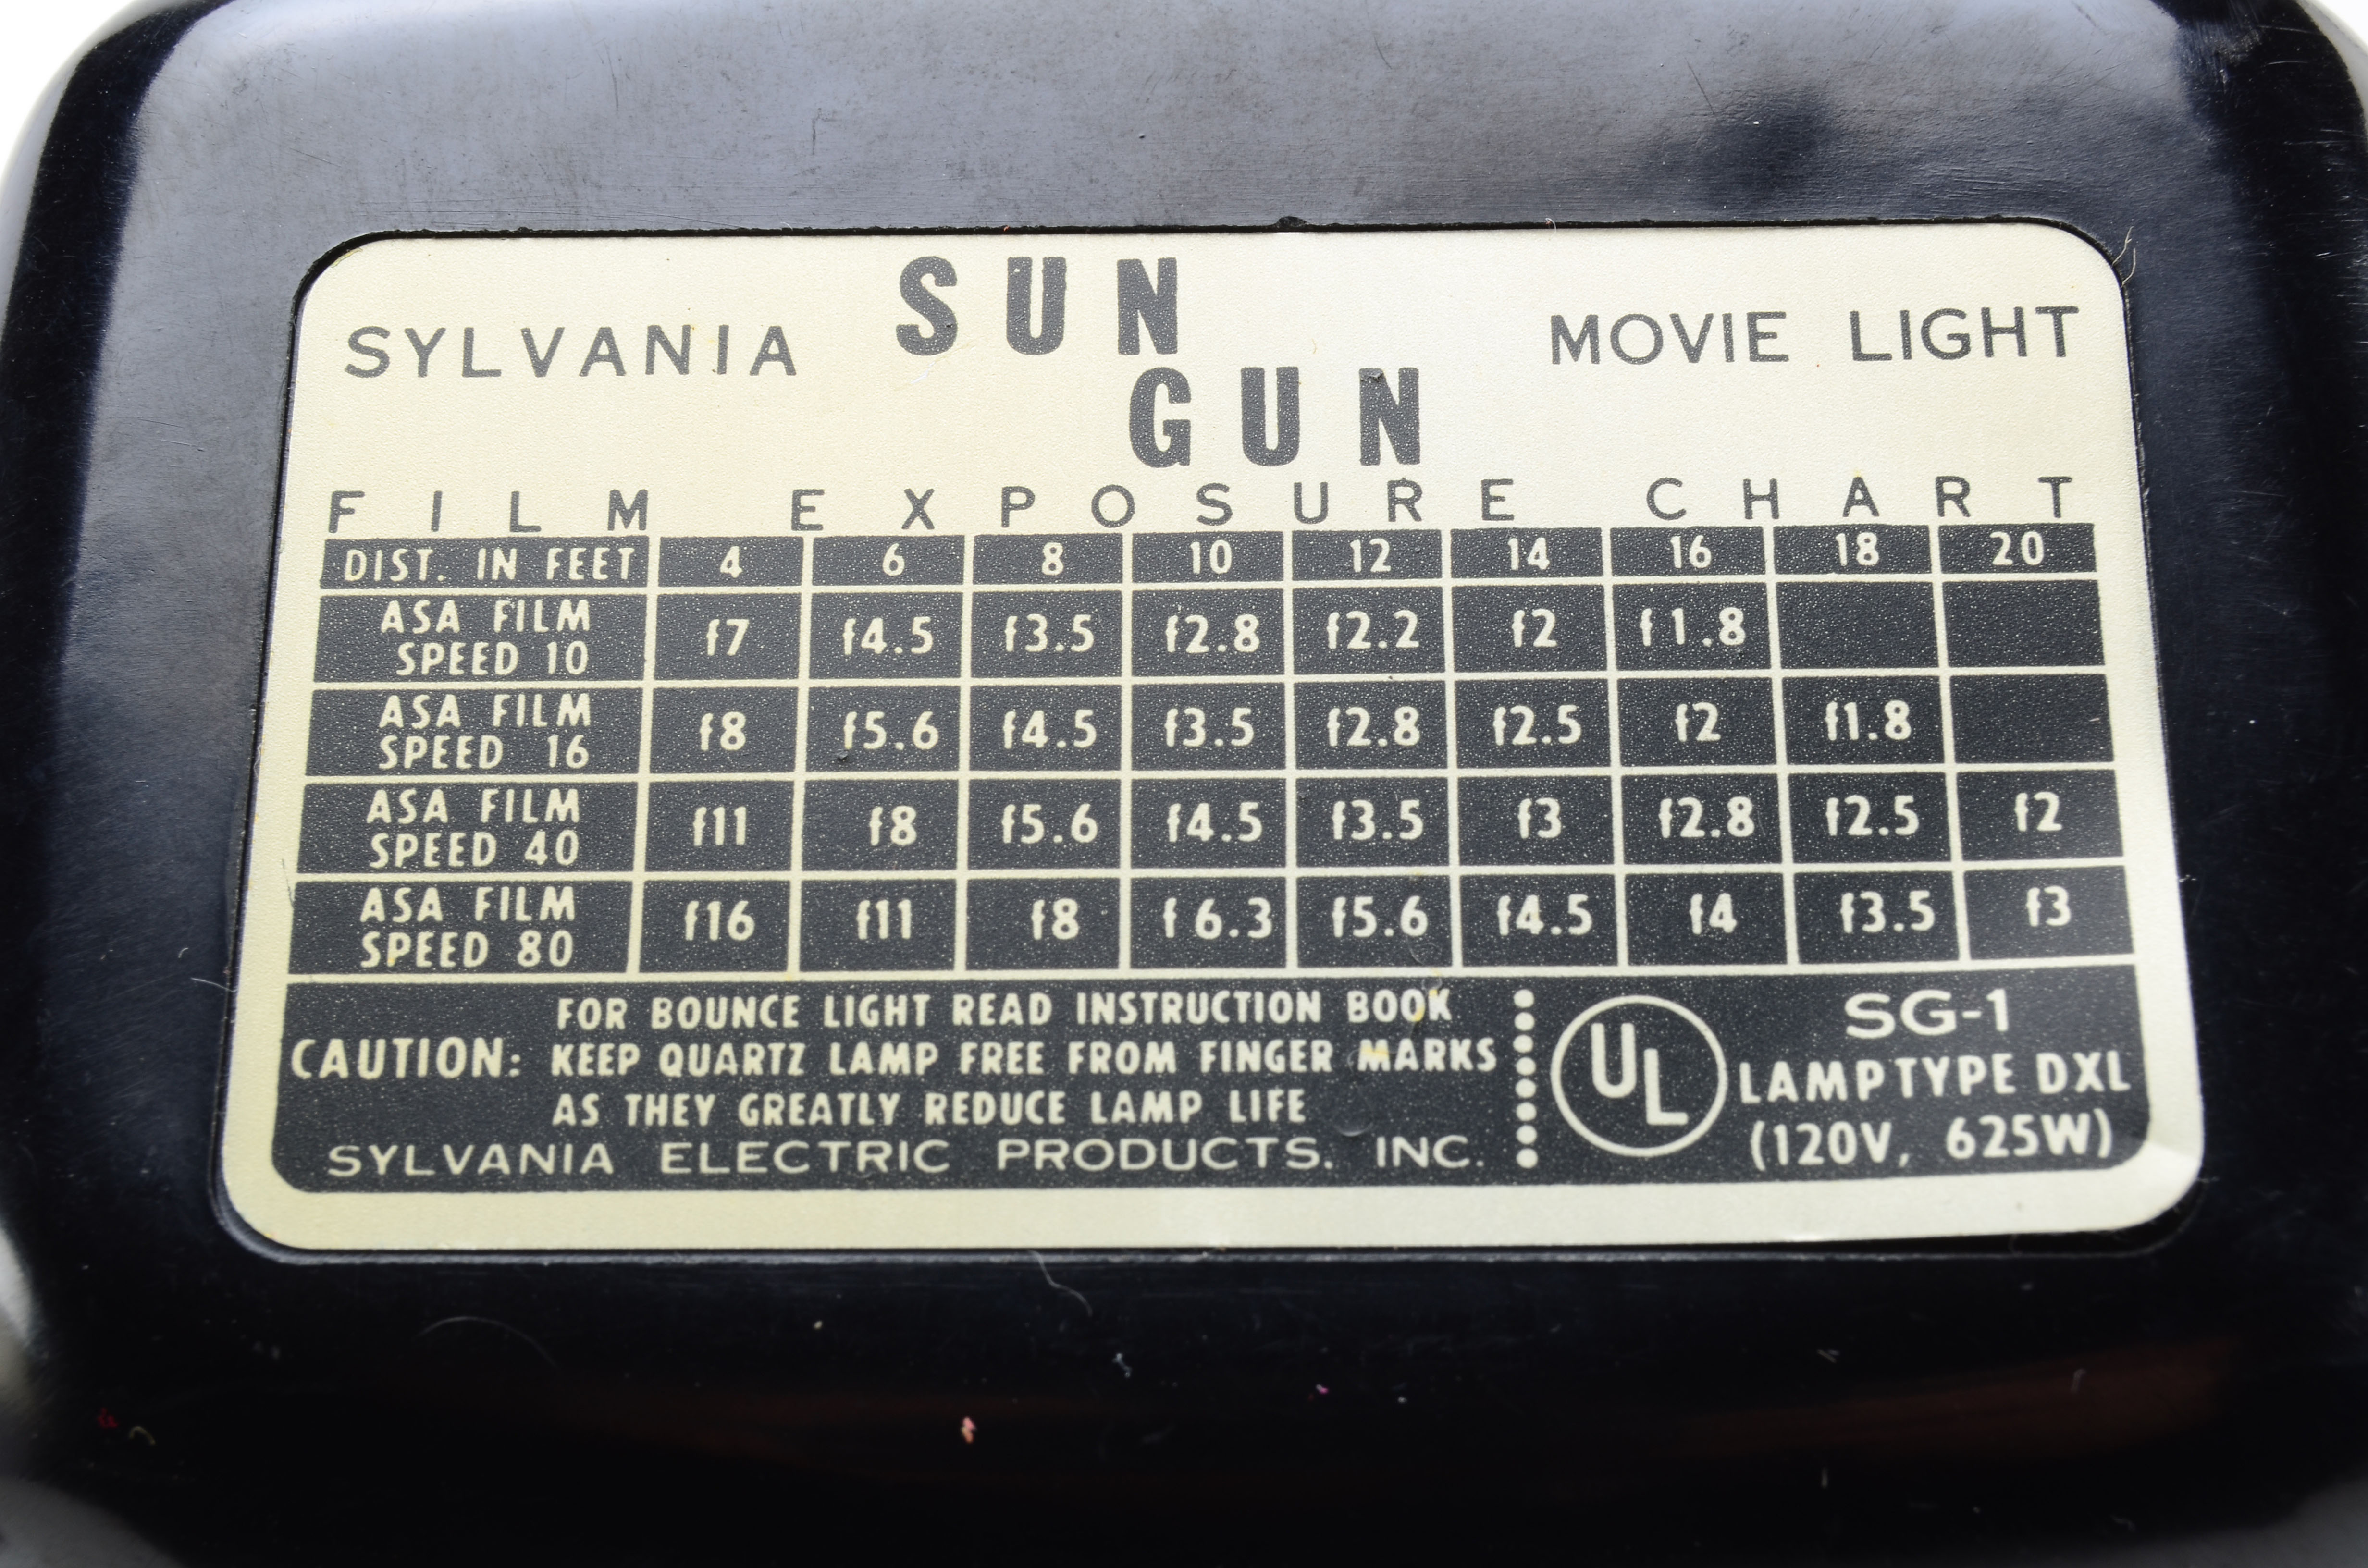 SYLVANIA SUN GUN MOVIE LIGHT
FILM EXPOSURE CHART
DIST. IN FEET 4 6 8 10 12 14 16 18 20
ASA FILM SPEED 10 f7 f4.5 f3.5 f2.8 f2.2 f2 f1.8
ASA FILM SPEED 16 f8 f5.6 f4.5 f3.5 f2.8 f2.5 f2 f1.8
ASA FILM SPEED 40 f11 f8 f5.6 f4.5 f3.5 f3 f2.8 f2.5 f2
ASA FILM SPEED 80 f16 f11 f8 f6.3 f5.6 f4.5 f4 f3.5 f3
FOR BOUNCE LIGHT READ INSTRUCTION BOOK
CAUTION: KEEP QUARTZ LAMP FREE FROM FINGER MARKS
AS THEY GREATLY REDUCE LAMP LIFE
SYLVANIA ELECTRIC PRODUCTS. INC.
UL
SG-1
LAMP TYPE DXL
(120V, 625W)